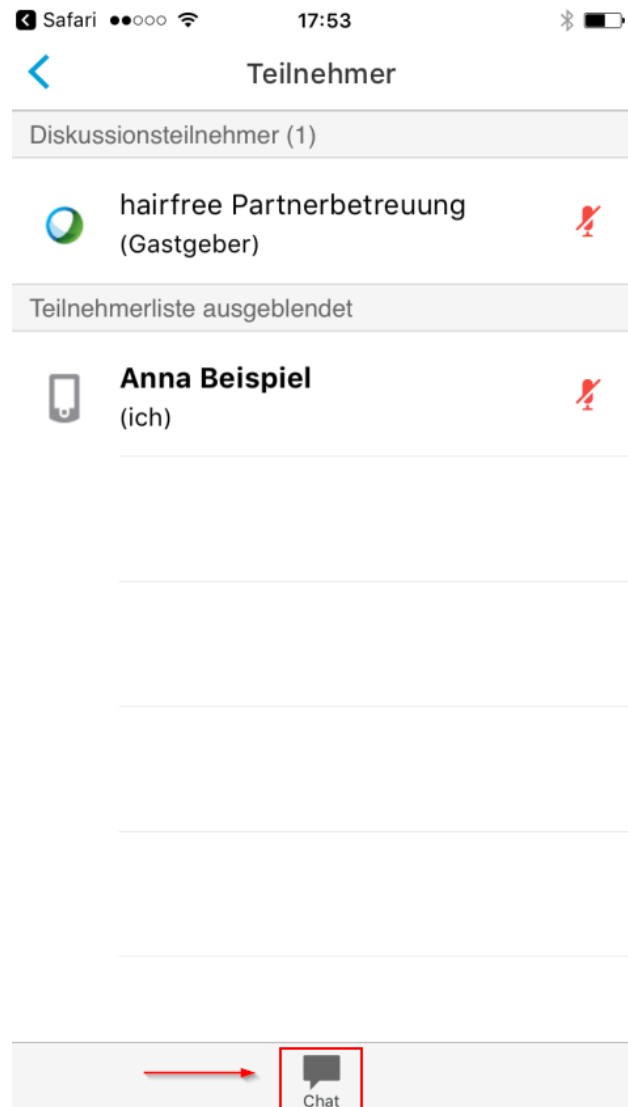 Safari 17:53
Teilnehmer
Diskussionsteilnehmer (1)
hairfree Partnerbetreuung
(Gastgeber)
Teilnehmerliste ausgeblendet
Anna Beispiel
(ich)
Chat